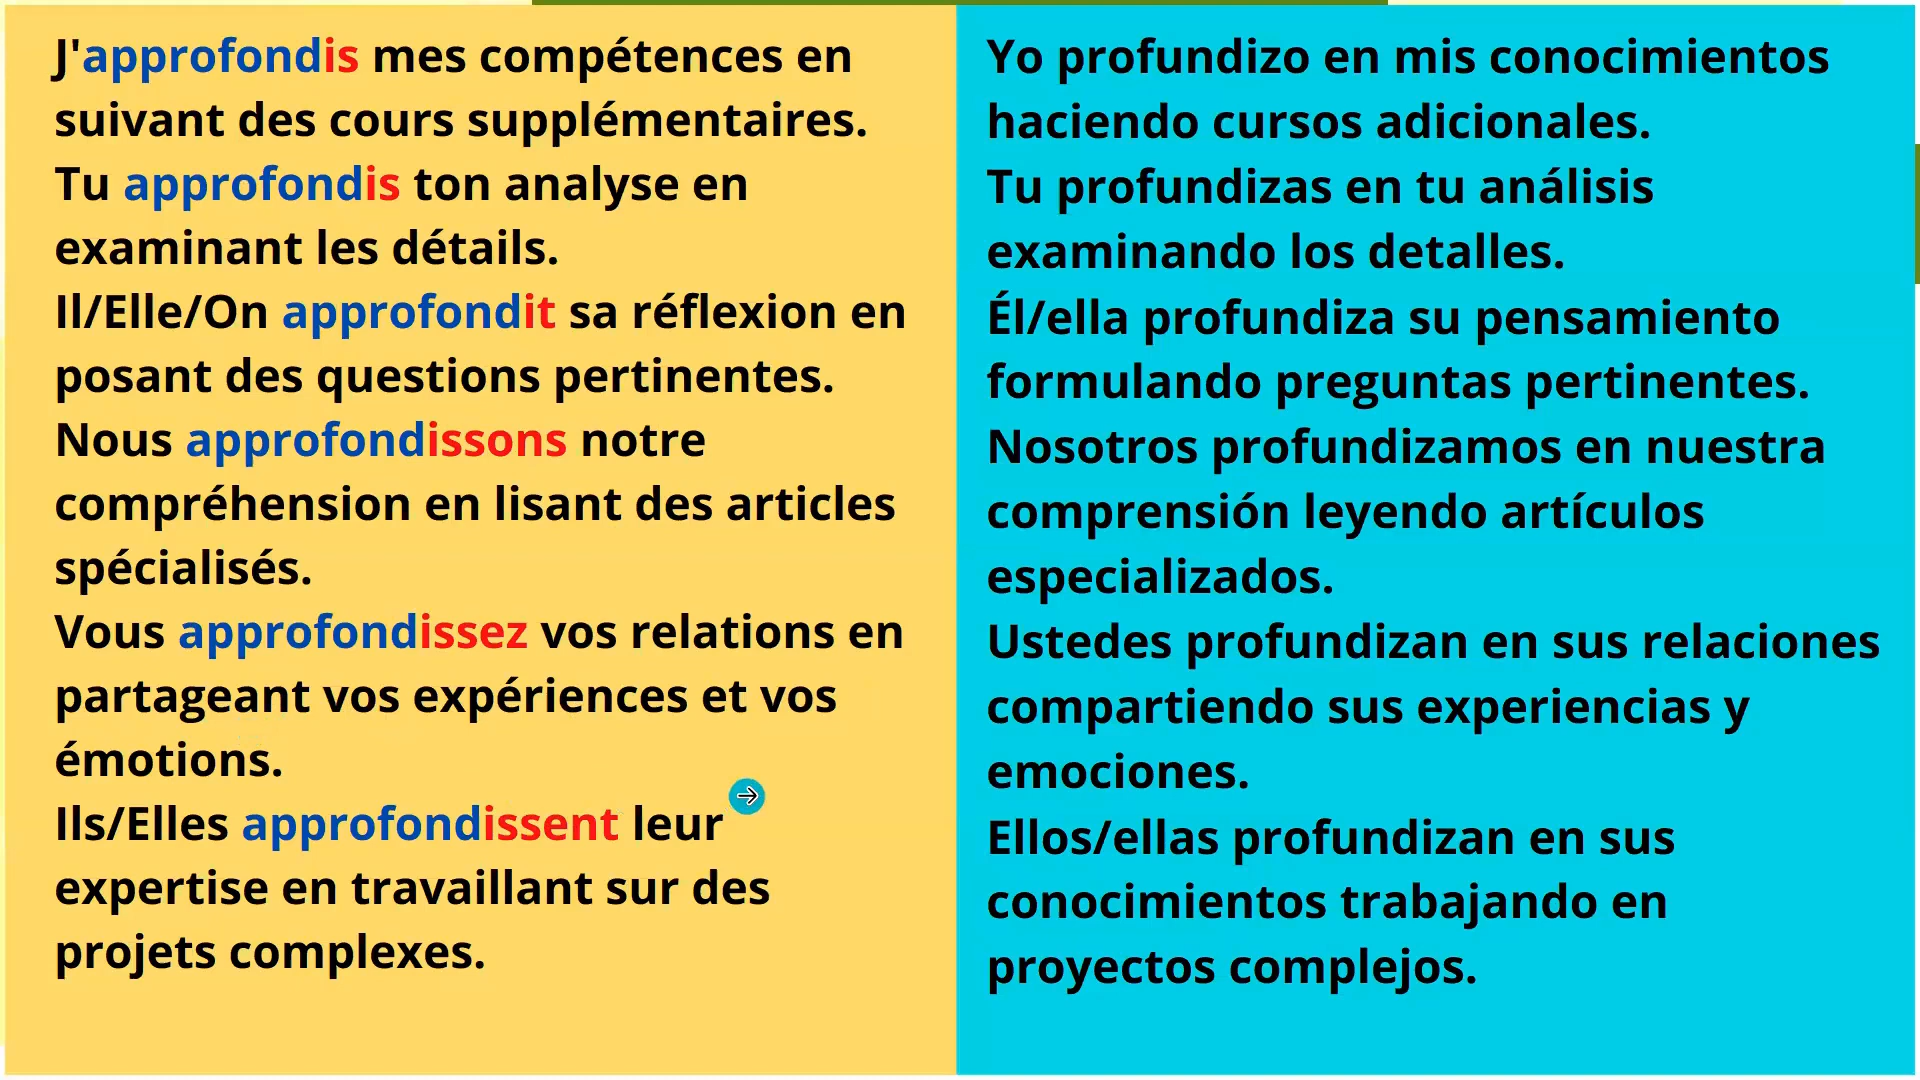 J'approfondis mes compétences en
suivant des cours supplémentaires.
Tu approfondis ton analyse en
examinant les détails.
Il/Elle/On approfondit sa réflexion en
posant des questions pertinentes.
Nous approfondissons notre
compréhension en lisant des articles
spécialisés.
Vous approfondissez vos relations en
partageant vos expériences et vos
émotions.
Ils/Elles approfondissent leur
expertise en travaillant sur des
projets complexes.
Yo profundizo en mis conocimientos
haciendo cursos adicionales.
Tu profundizas en tu análisis
examinando los detalles.
Él/ella profundiza su pensamiento
formulando preguntas pertinentes.
Nosotros profundizamos en nuestra
comprensión leyendo artículos
especializados.
Ustedes profundizan en sus relaciones
compartiendo sus experiencias y
emociones.
Ellos/ellas profundizan en sus
conocimientos trabajando en
proyectos complejos.